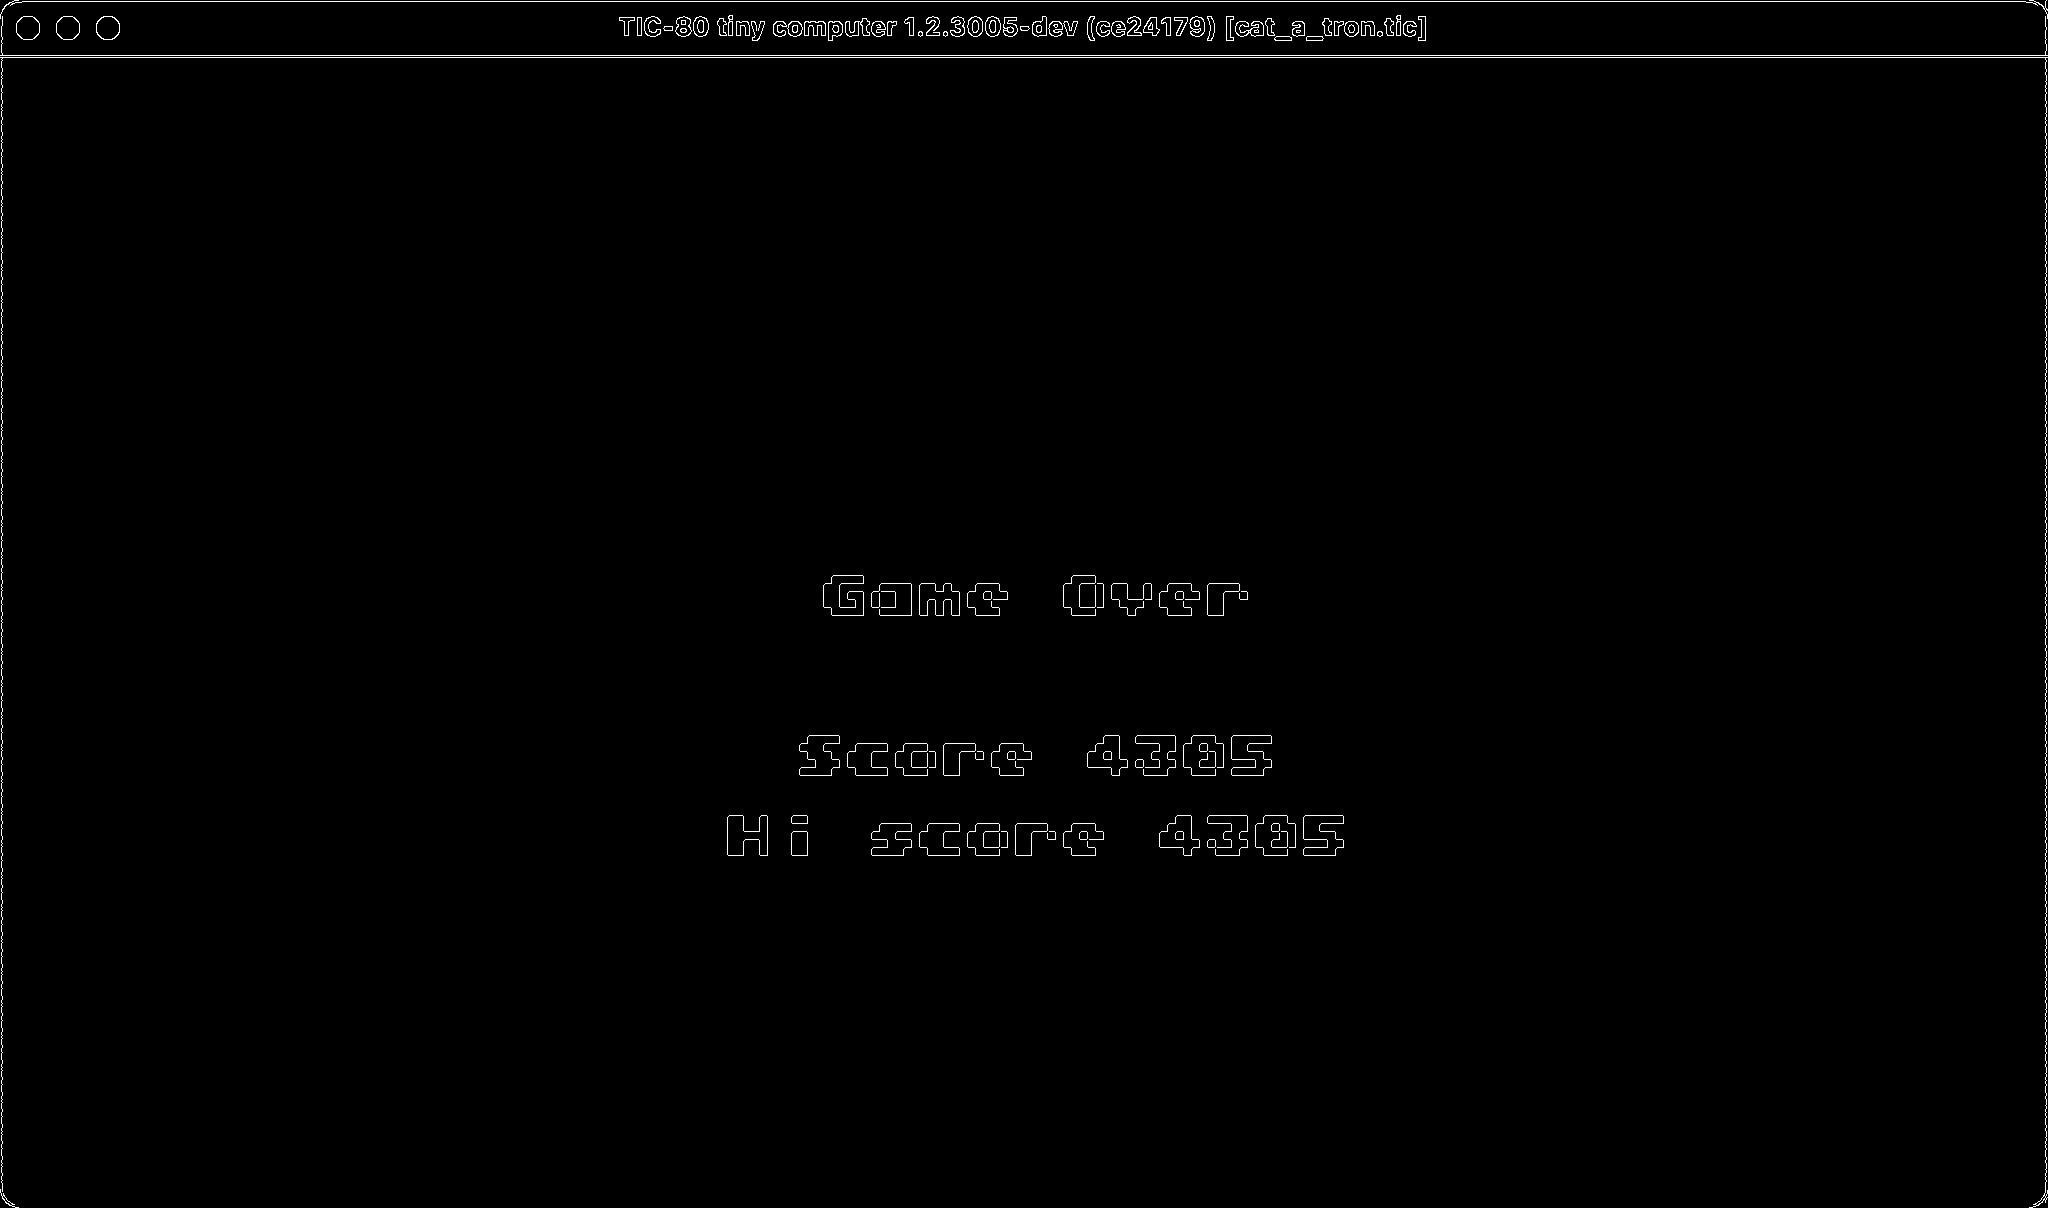 TIC-80 tiny computer 1.2.3005-dev (ce24179) [cat_a_tron.tic]
Game Over
Score 4305
Hi score 4305